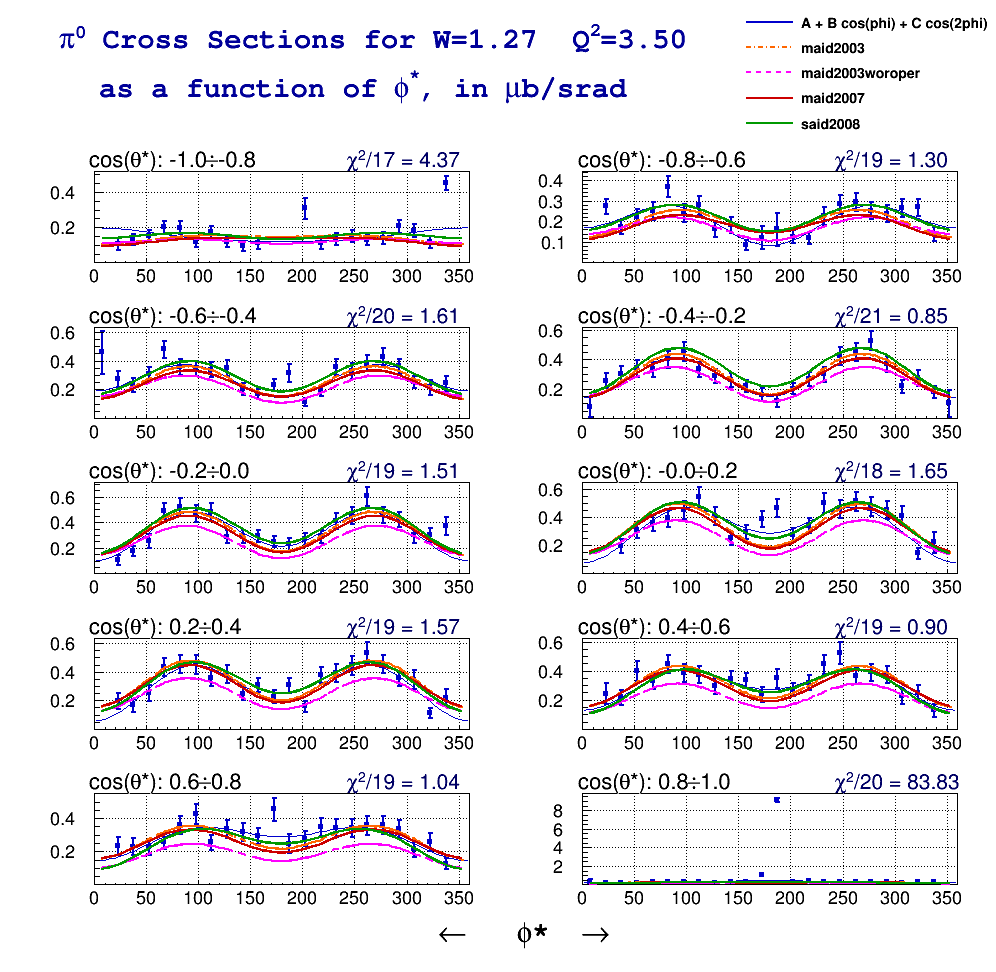 π⁰ Cross Sections for W=1.27 Q²=3.50
as a function of ϕ*, in μb/srad
A + B cos(phi) + C cos(2phi)
maid2003
maid2003woroper
maid2007
said2008
cos(θ*): -1.0÷-0.8 χ²/17 = 4.37
0.4
0.2
0 50 100 150 200 250 300 350
cos(θ*): -0.8÷-0.6 χ²/19 = 1.30
0.4
0.3
0.2
0.1
0 50 100 150 200 250 300 350
cos(θ*): -0.6÷-0.4 χ²/20 = 1.61
0.6
0.4
0.2
0 50 100 150 200 250 300 350
cos(θ*): -0.4÷-0.2 χ²/21 = 0.85
0.6
0.4
0.2
0 50 100 150 200 250 300 350
cos(θ*): -0.2÷0.0 χ²/19 = 1.51
0.6
0.4
0.2
0 50 100 150 200 250 300 350
cos(θ*): -0.0÷0.2 χ²/18 = 1.65
0.6
0.4
0.2
0 50 100 150 200 250 300 350
cos(θ*): 0.2÷0.4 χ²/19 = 1.57
0.6
0.4
0.2
0 50 100 150 200 250 300 350
cos(θ*): 0.4÷0.6 χ²/19 = 0.90
0.6
0.4
0.2
0 50 100 150 200 250 300 350
cos(θ*): 0.6÷0.8 χ²/19 = 1.04
0.4
0.2
0 50 100 150 200 250 300 350
cos(θ*): 0.8÷1.0 χ²/20 = 83.83
8
6
4
2
0 50 100 150 200 250 300 350
← ϕ* →